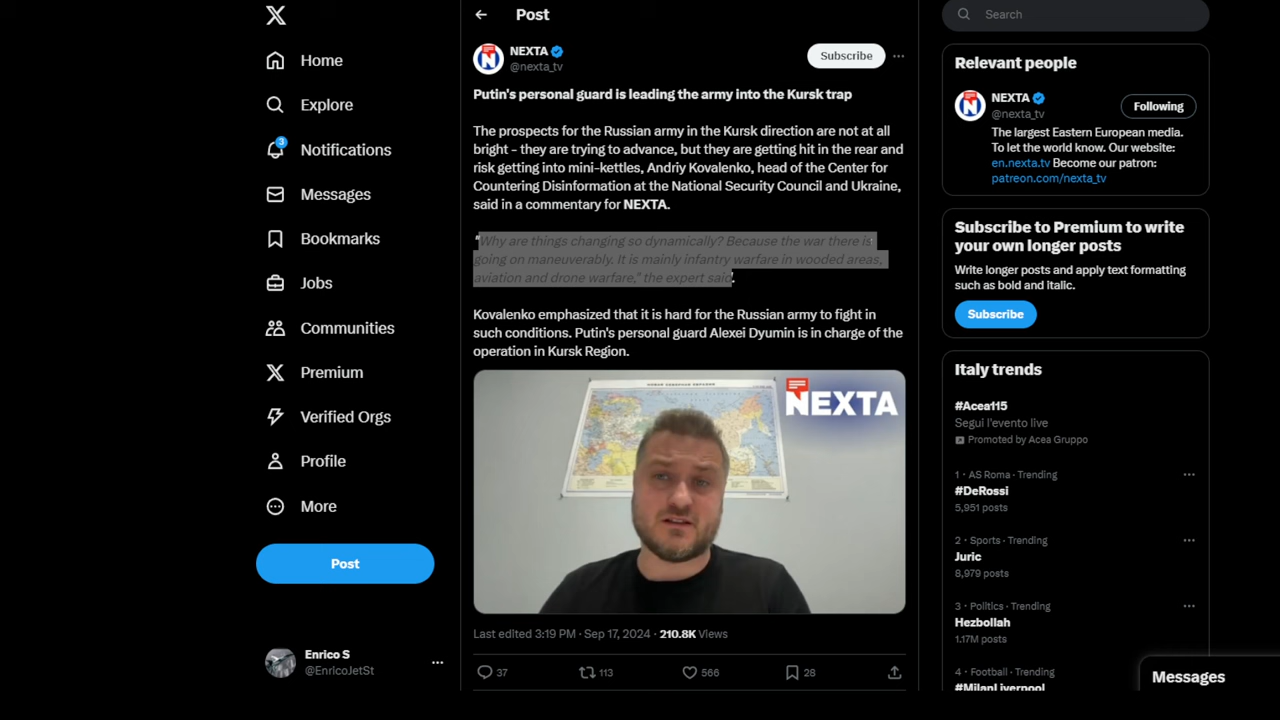 Home
Explore
3
Notifications
Messages
Bookmarks
Jobs
Communities
Premium
Verified Orgs
Profile
More
Post
Enrico S
@EnricoJetSt
Post
NEXTA
@nexta_tv
Subscribe
Putin's personal guard is leading the army into the Kursk trap
The prospects for the Russian army in the Kursk direction are not at all
bright - they are trying to advance, but they are getting hit in the rear and
risk getting into mini-kettles, Andriy Kovalenko, head of the Center for
Countering Disinformation at the National Security Council and Ukraine,
said in a commentary for NEXTA.
"Why are things changing so dynamically? Because the war there is
going on maneuverably. It is mainly infantry warfare in wooded areas,
aviation and drone warfare," the expert said.
Kovalenko emphasized that it is hard for the Russian army to fight in
such conditions. Putin's personal guard Alexei Dyumin is in charge of the
operation in Kursk Region.
NEXTA
Last edited 3:19 PM · Sep 17, 2024 · 210.8K Views
37
113
566
28
Search
Relevant people
NEXTA
@nexta_tv
Following
The largest Eastern European media.
To let the world know. Our website:
en.nexta.tv Become our patron:
patreon.com/nexta_tv
Subscribe to Premium to write
your own longer posts
Write longer posts and apply text formatting
such as bold and italic.
Subscribe
Italy trends
#Acea115
Segui l'evento live
Promoted by Acea Gruppo
1 · AS Roma · Trending
#DeRossi
5,951 posts
2 · Sports · Trending
Juric
8,979 posts
3 · Politics · Trending
Hezbollah
1.17M posts
4 · Football · Trending
#MilanLiverpool
Messages